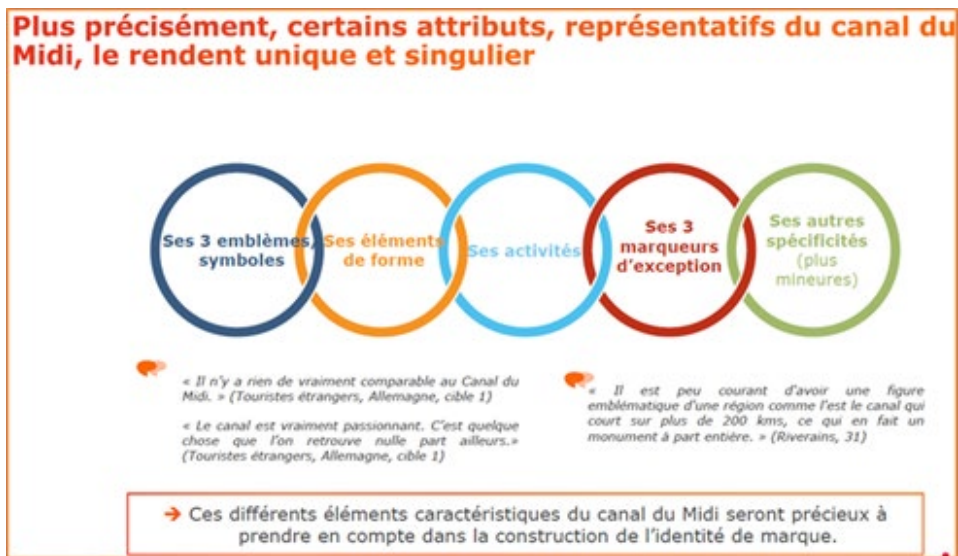 Plus précisément, certains attributs, représentatifs du canal du
Midi, le rendent unique et singulier
Ses 3 emblèmes,
symboles
Ses éléments
de forme
Ses activités
Ses 3
marqueurs
d'exception
Ses autres
spécificités
(plus
mineures)
« Il n'y a rien de vraiment comparable au Canal du
Midi. » (Touristes étrangers, Allemagne, cible 1)
« Le canal est vraiment passionnant. C'est quelque
chose que l'on retrouve nulle part ailleurs.»
(Touristes étrangers, Allemagne, cible 1)
« Il est peu courant d'avoir une figure
emblématique d'une région comme l'est le canal qui
court sur plus de 200 kms, ce qui en fait un
monument à part entière. » (Riverains, 31)
➔ Ces différents éléments caractéristiques du canal du Midi seront précieux à
prendre en compte dans la construction de l'identité de marque.